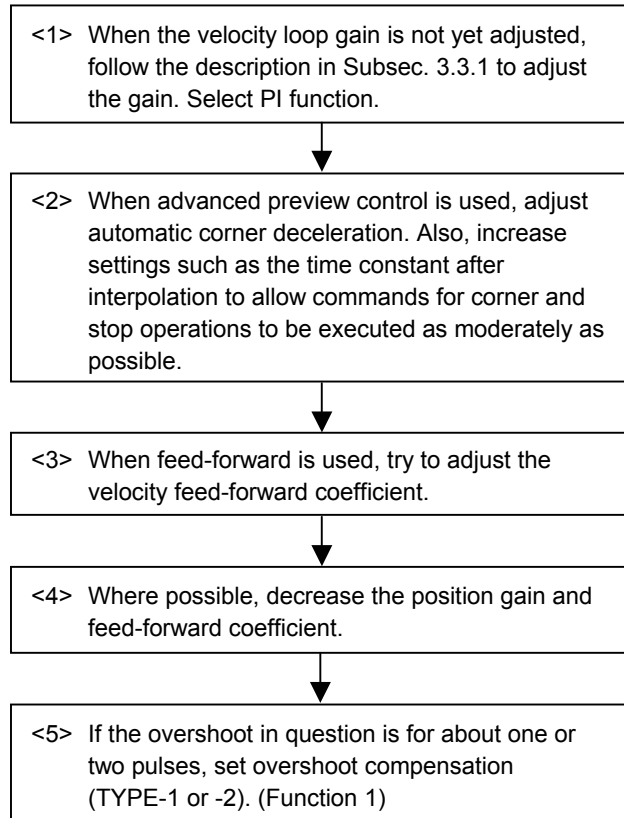 <1> When the velocity loop gain is not yet adjusted,
follow the description in Subsec. 3.3.1 to adjust
the gain. Select PI function.
<2> When advanced preview control is used, adjust
automatic corner deceleration. Also, increase
settings such as the time constant after
interpolation to allow commands for corner and
stop operations to be executed as moderately as
possible.
<3> When feed-forward is used, try to adjust the
velocity feed-forward coefficient.
<4> Where possible, decrease the position gain and
feed-forward coefficient.
<5> If the overshoot in question is for about one or
two pulses, set overshoot compensation
(TYPE-1 or -2). (Function 1)